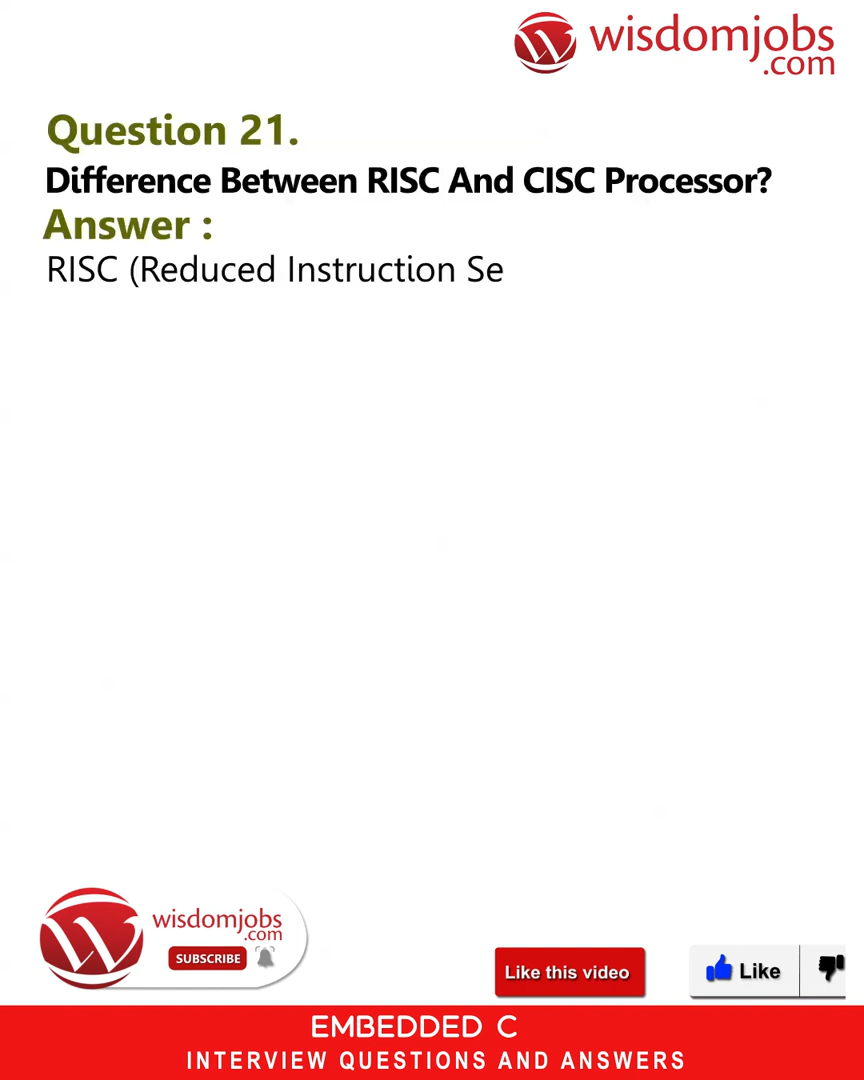 wisdomjobs
.com
Question 21.
Difference Between RISC And CISC Processor?
Answer :
RISC (Reduced Instruction Se
wisdomjobs
.com
SUBSCRIBE
Like this video
Like
EMBEDDED C
INTERVIEW QUESTIONS AND ANSWERS